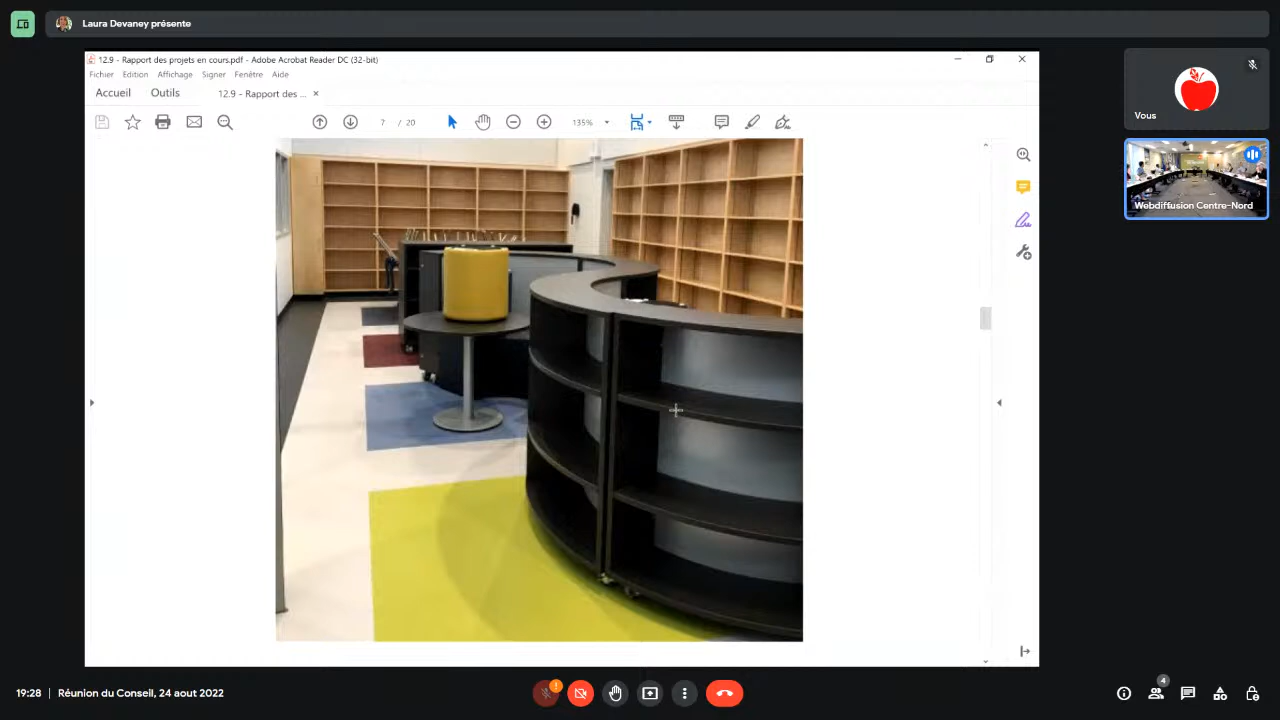 Laura Devaney présente
12.9 - Rapport des projets en cours.pdf - Adobe Acrobat Reader DC (32-bit)
Fichier Edition Affichage Signer Fenêtre Aide
Accueil Outils 12.9 - Rapport des ... ×
7 / 20 135%
Vous
Webdiffusion Centre-Nord
19:28 | Réunion du Conseil, 24 aout 2022
4